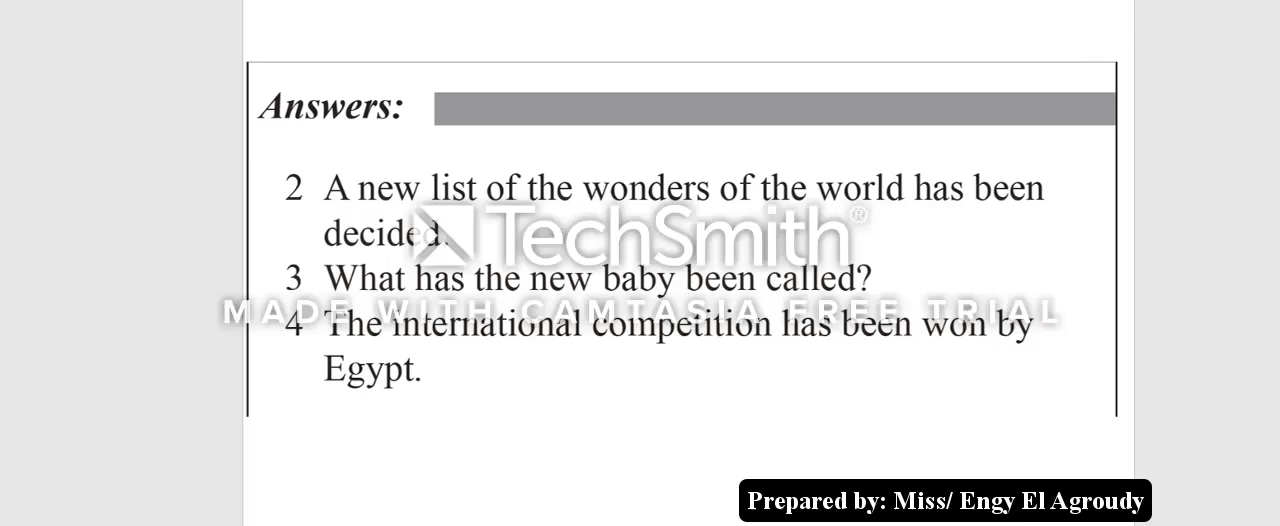 Answers:
2 A new list of the wonders of the world has been
decided.
TechSmith®
3 What has the new baby been called?
MADE WITH CAMTASIA FREE TRIAL
4 The international competition has been won by
Egypt.
Prepared by: Miss/ Engy El Agroudy